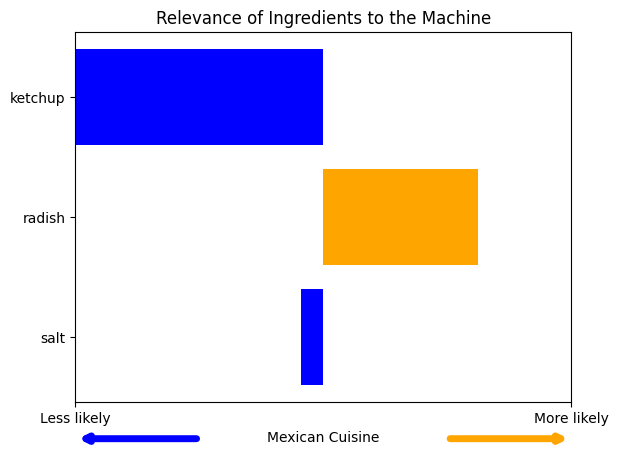 Relevance of Ingredients to the Machine
ketchup
radish
salt
Less likely
More likely
Mexican Cuisine